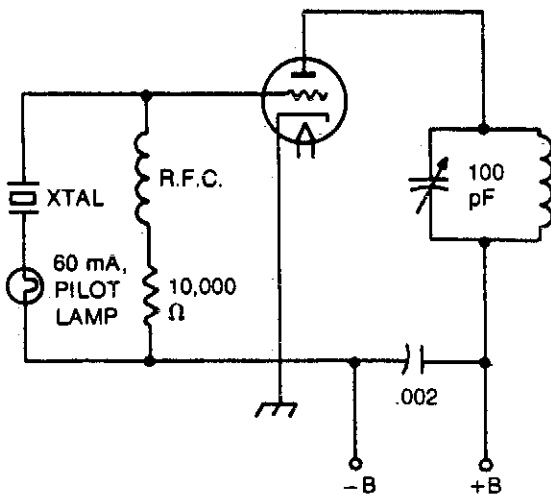 R.F.C.
XTAL
100
pF
60 mA,
PILOT
LAMP
10,000
Ω
.002
–B
+B